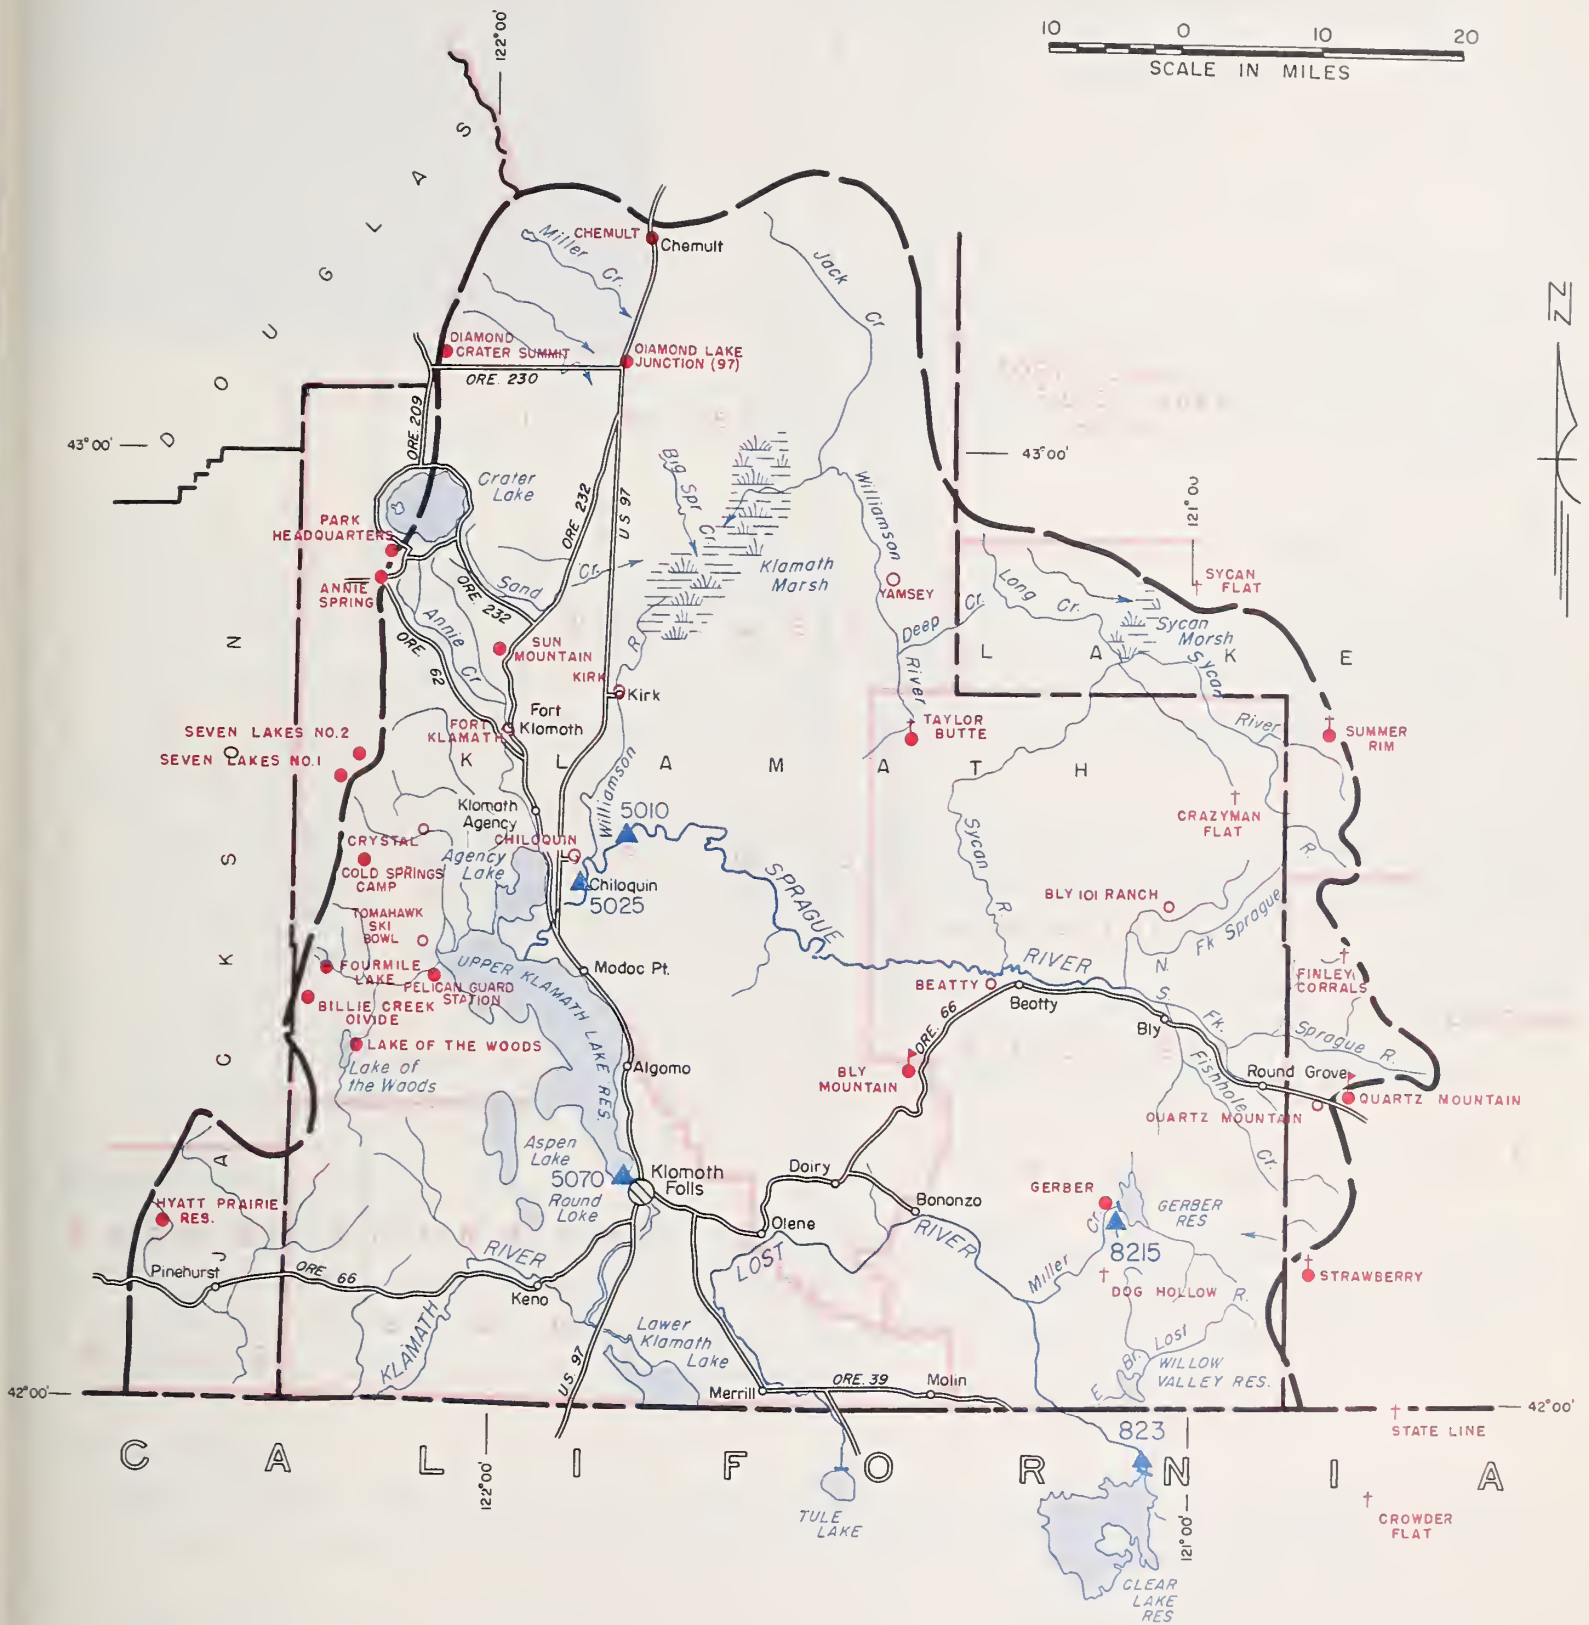 10 0 10 20
SCALE IN MILES
122°00'
DOUGLAS
CHEMULT
Chemult
Miller
Cr.
Jack
Cr
DIAMOND
CRATER SUMMIT
DIAMOND LAKE
JUNCTION (97)
ORE. 230
ORE. 209
43°00'
43°00'
Crater
Lake
ORE 232
US 97
Big Spr
Cr.
Williamson
121°00
PARK
HEADQUARTERS
ANNIE
SPRING
Sand
Cr.
ORE. 232
Klamath
Marsh
YAMSEY
Long
Cr.
SYCAN
FLAT
Annie
Cr
ORE. 62
SUN
MOUNTAIN
R
Deep
Cr.
River
Sycan
Marsh
Sycan
River
LAKE
KIRK
Kirk
FORT
KLAMATH
Fort
Klamath
TAYLOR
BUTTE
SUMMER
RIM
SEVEN LAKES NO.2
SEVEN LAKES NO.1
KLAMATH
JACKSON
Klamath
Agency
Williamson
5010
CRAZYMAN
FLAT
R.
CRYSTAL
CHILOQUIN
Agency
Lake
COLD SPRINGS
CAMP
Chiloquin
5025
SPRAGUE
Sycan
R.
BLY 101 RANCH
N.
Fk Sprague
TOMAHAWK
SKI
BOWL
FOURMILE
LAKE
PELICAN GUARD
STATION
UPPER KLAMATH LAKE RES.
Modoc Pt.
RIVER
BEATTY
Beatty
FINLEY
CORRALS
BILLIE CREEK
DIVIDE
ORE. 66
Bly
S.
Fk.
Sprague R.
LAKE OF THE WOODS
Lake of
the Woods
Algoma
BLY
MOUNTAIN
Fishhole
Cr.
Round Grove
QUARTZ MOUNTAIN
QUARTZ MOUNTAIN
Aspen
Lake
5070
Klamath
Falls
Round
Lake
Dairy
Bonanza
GERBER
GERBER
RES
Cr.
8215
HYATT PRAIRIE
RES.
Olene
LOST
RIVER
Miller
Pinehurst
ORE 66
RIVER
Keno
DOG HOLLOW
STRAWBERRY
R.
KLAMATH
Lower
Klamath
Lake
US. 97
E.
Br.
Lost
WILLOW
VALLEY RES.
42°00'
Merrill
ORE. 39
Malin
42°00'
823
STATE LINE
CALIFORNIA
122°00'
TULE
LAKE
121°00'
CROWDER
FLAT
CLEAR
LAKE
RES